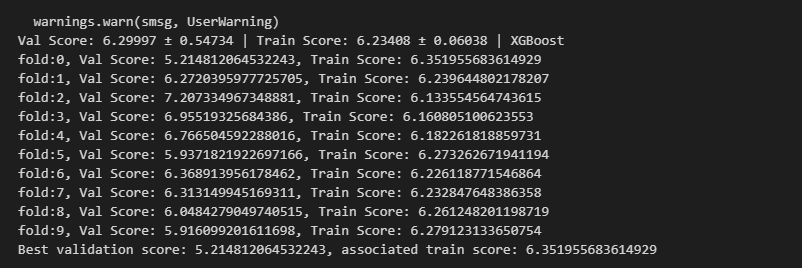 warnings.warn(smsg, UserWarning)
Val Score: 6.29997 ± 0.54734 | Train Score: 6.23408 ± 0.06038 | XGBoost
fold:0, Val Score: 5.214812064532243, Train Score: 6.351955683614929
fold:1, Val Score: 6.2720395977725705, Train Score: 6.239644802178207
fold:2, Val Score: 7.207334967348881, Train Score: 6.133554564743615
fold:3, Val Score: 6.95519325684386, Train Score: 6.160805100623553
fold:4, Val Score: 6.766504592288016, Train Score: 6.182261818859731
fold:5, Val Score: 5.9371821922697166, Train Score: 6.273262671941194
fold:6, Val Score: 6.368913956178462, Train Score: 6.226118771546864
fold:7, Val Score: 6.313149945169311, Train Score: 6.232847648386358
fold:8, Val Score: 6.0484279049740515, Train Score: 6.261248201198719
fold:9, Val Score: 5.916099201611698, Train Score: 6.279123133650754
Best validation score: 5.214812064532243, associated train score: 6.351955683614929